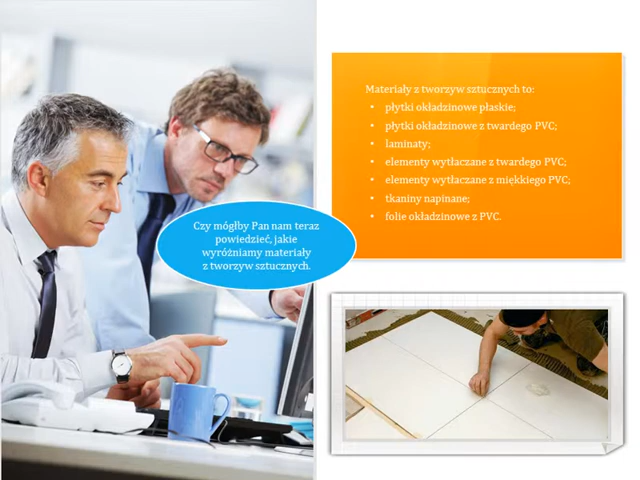 Czy mógłby Pan nam teraz
powiedzieć, jakie
wyróżniamy materiały
z tworzyw sztucznych.
Materiały z tworzyw sztucznych to:
• płytki okładzinowe płaskie;
• płytki okładzinowe z twardego PVC;
• laminaty;
• elementy wytłaczane z twardego PVC;
• elementy wytłaczane z miękkiego PVC;
• tkaniny napinane;
• folie okładzinowe z PVC.